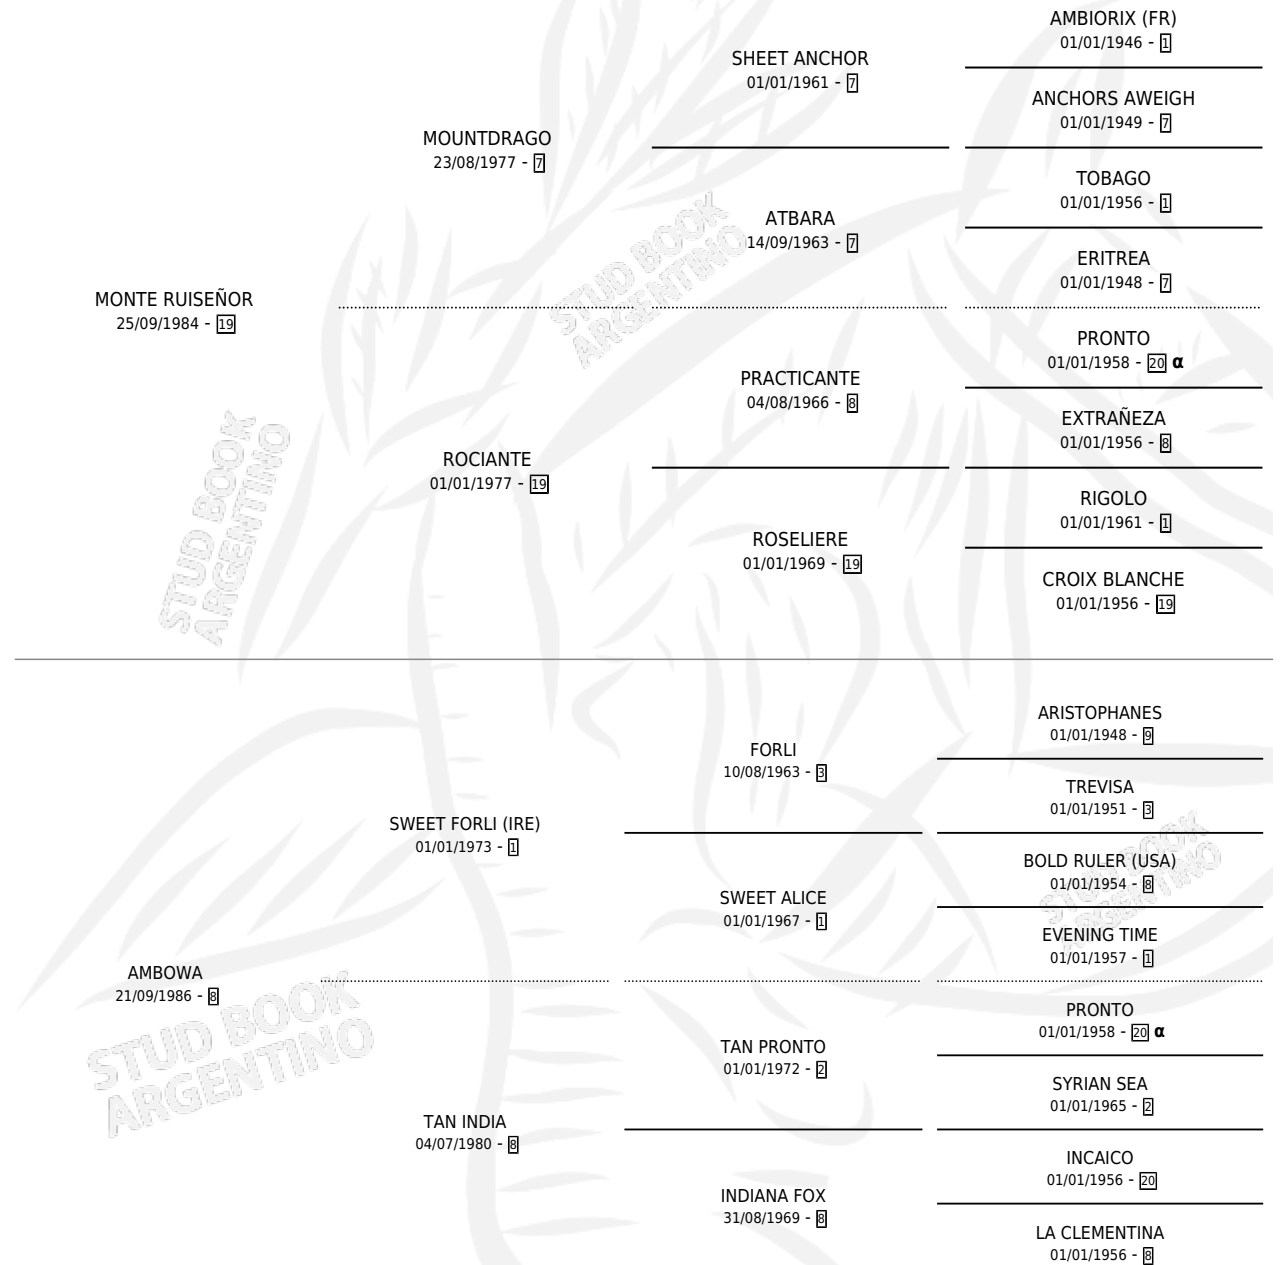 AMBIORIX (FR)
01/01/1946 - 1
SHEET ANCHOR
01/01/1961 - 7
ANCHORS AWEIGH
01/01/1949 - 7
MOUNTDRAGO
23/08/1977 - 7
TOBAGO
01/01/1956 - 1
ATBARA
14/09/1963 - 7
ERITREA
01/01/1948 - 7
MONTE RUISEÑOR
25/09/1984 - 19
PRONTO
01/01/1958 - 20 α
PRACTICANTE
04/08/1966 - 8
EXTRAÑEZA
01/01/1956 - 8
ROCIANTE
01/01/1977 - 19
RIGOLO
01/01/1961 - 1
ROSELIERE
01/01/1969 - 19
CROIX BLANCHE
01/01/1956 - 19
ARISTOPHANES
01/01/1948 - 9
FORLI
10/08/1963 - 3
TREVISA
01/01/1951 - 3
SWEET FORLI (IRE)
01/01/1973 - 1
BOLD RULER (USA)
01/01/1954 - 8
SWEET ALICE
01/01/1967 - 1
EVENING TIME
01/01/1957 - 1
AMBOWA
21/09/1986 - 8
PRONTO
01/01/1958 - 20 α
TAN PRONTO
01/01/1972 - 2
SYRIAN SEA
01/01/1965 - 2
TAN INDIA
04/07/1980 - 8
INCAICO
01/01/1956 - 20
INDIANA FOX
31/08/1969 - 8
LA CLEMENTINA
01/01/1956 - 8
STUD BOOK
ARGENTINO
STUD BOOK
ARGENTINO
STUD BOOK
ARGENTINO
STUD BOOK
ARGENTINO